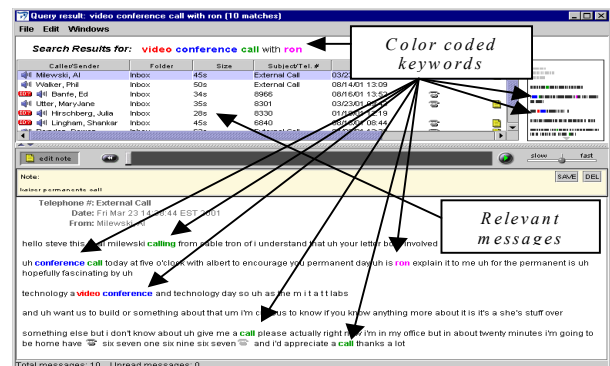 Query result: video conference call with ron (10 matches)
File Edit Windows
Search Results for: video conference call with ron
Color coded
keywords
Caller/Sender Folder Size Subject/Tel. #
Milewski, Al Inbox 45s External Call
Walker, Phil Inbox 50s External Call 08/14/01 13:09
Bante, Ed Inbox 34s 8966 08/16/01 13:52
Utter, MaryJane Inbox 35s 8301 03/23/01
Hirschberg, Julia Inbox 28s 8330
Lingham, Shankar Inbox 45s 6840 08:44
edit note
slow fast
Note:
SAVE DEL
kaiser permanente call
Relevant
messages
Telephone #: External Call
Date: Fri Mar 23 14:38:44 EST 2001
From: Milewski, Al
hello steve this is al milewski calling from sable tron of i understand that uh your letter involved
uh conference call today at five o'clock with albert to encourage you permanent day uh is ron explain it to me uh for the permanent is uh
hopefully fascinating by uh
technology a video conference and technology day so uh as the m i t a t t labs
and uh want us to build or something about that um i'm us to know if you know anything more about it is it's a she's stuff over
something else but i don't know about uh give me a call please actually right now i'm in my office but in about twenty minutes i'm going to
be home have six seven one six nine six seven and i'd appreciate a call thanks a lot
Total messages: 10 Unread messages: 0